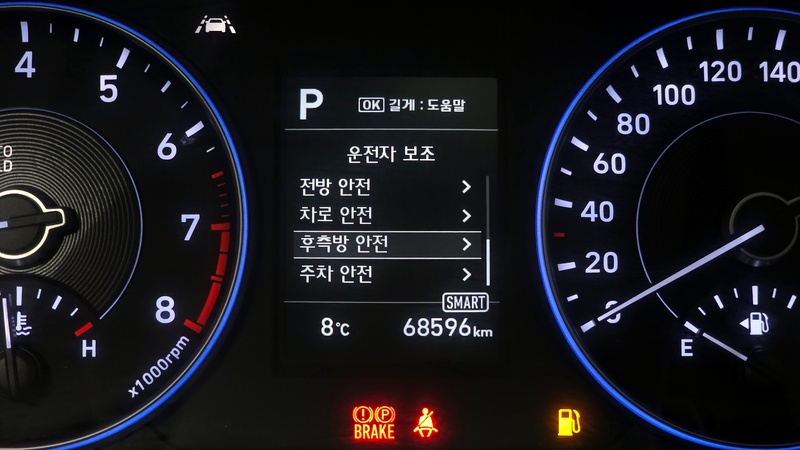 4
5
6
7
8
x1000rpm
H
P
OK 길게 : 도움말
운전자 보조
전방 안전
차로 안전
후측방 안전
주차 안전
SMART
8℃
68596km
P
BRAKE
0
20
40
60
80
100
120
140
E